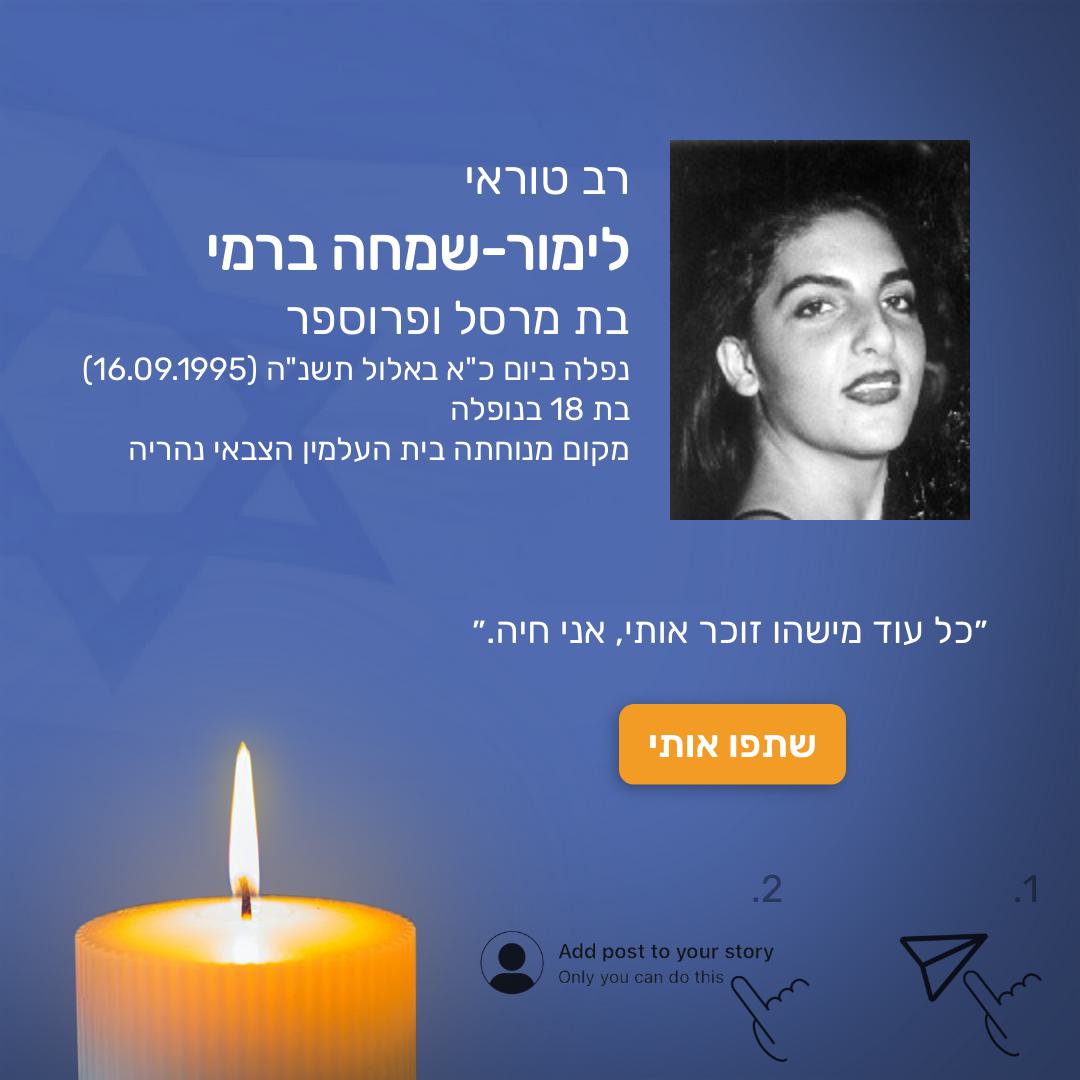 רב טוראי
לימור-שמחה ברמי
בת מרסל ופרוספר
נפלה ביום כ"א באלול תשנ"ה (16.09.1995)
בת 18 בנופלה
מקום מנוחתה בית העלמין הצבאי נהריה
״כל עוד מישהו זוכר אותי, אני חיה.״
שתפו אותי
.1
.2
Add post to your story
Only you can do this